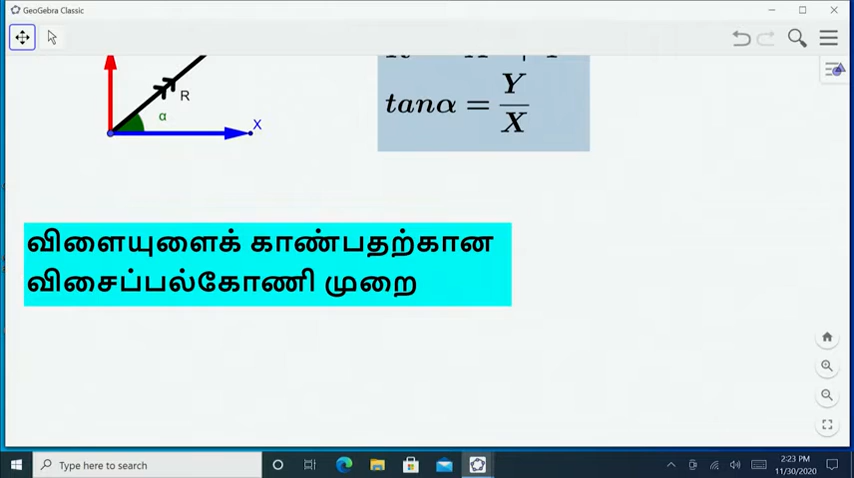 GeoGebra Classic
R
α
X
tanα = Y/X
விளையுளைக் காண்பதற்கான
விசைப்பல்கோணி முறை
Type here to search
2:23 PM
11/30/2020